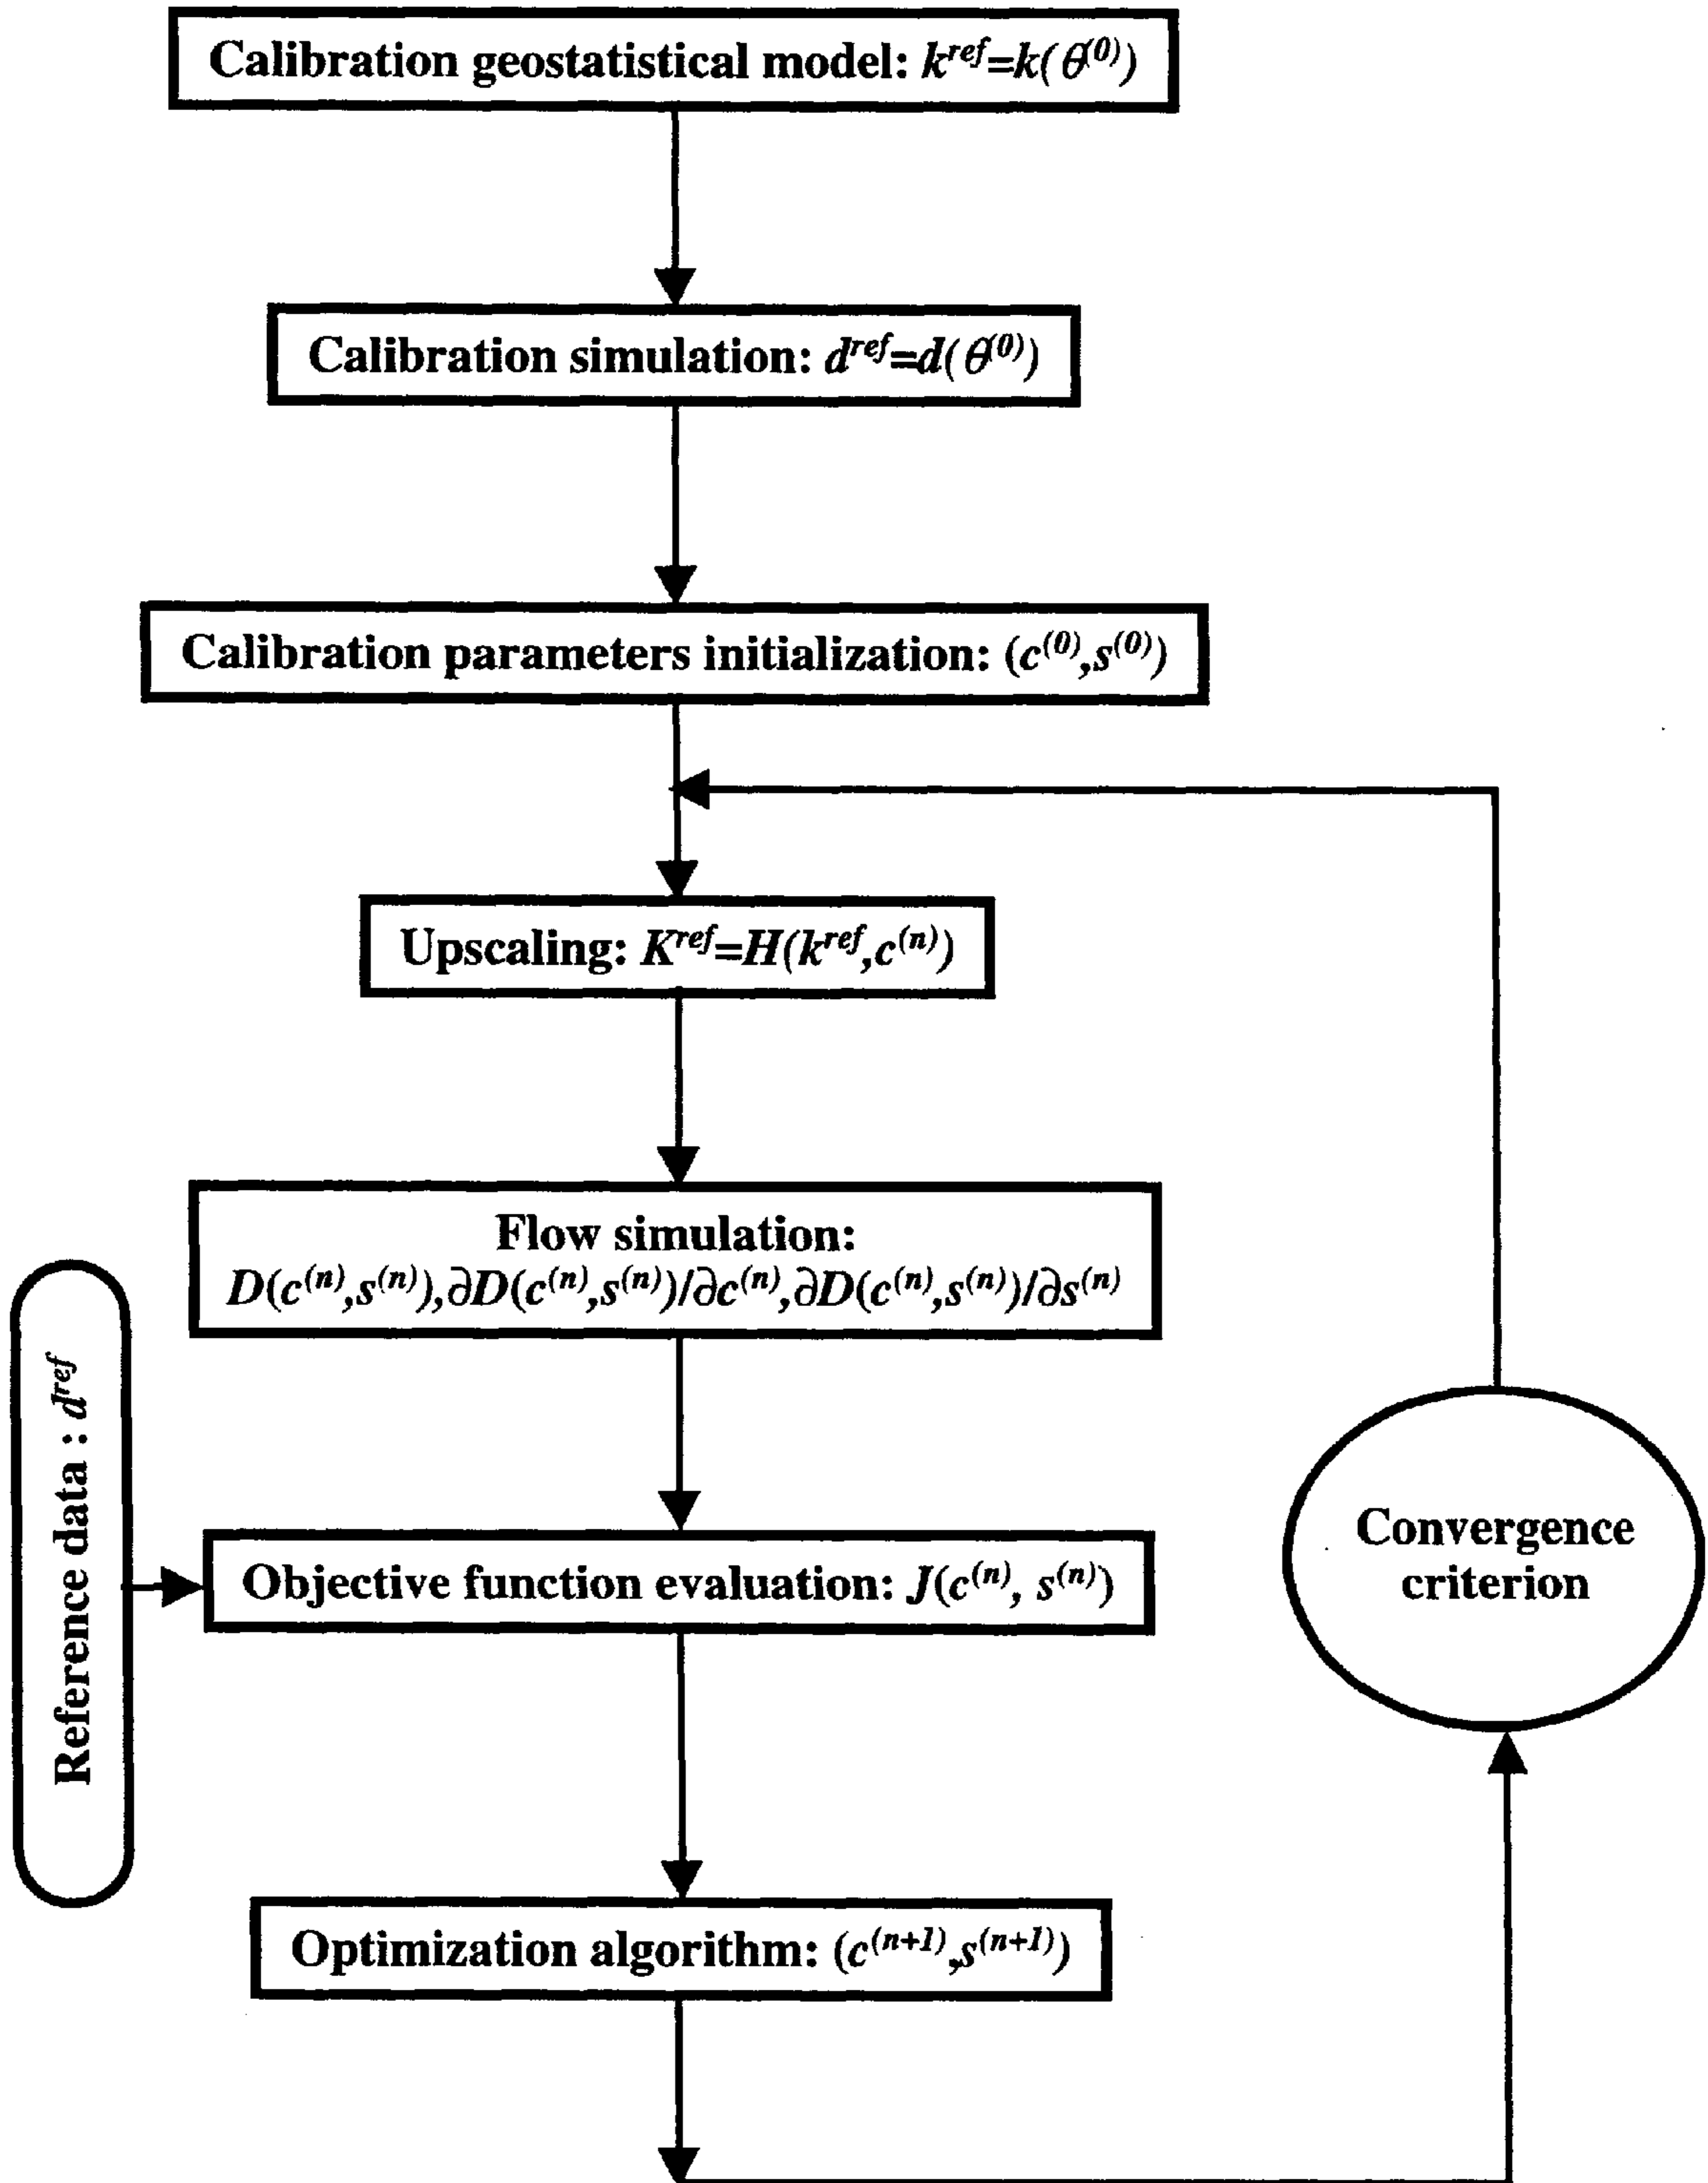 Calibration geostatistical model: k^ref=k(θ^(0))
Calibration simulation: d^ref=d(θ^(0))
Calibration parameters initialization: (c^(0),s^(0))
Upscaling: K^ref=H(k^ref,c^(n))
Flow simulation:
D(c^(n),s^(n)),∂D(c^(n),s^(n))/∂c^(n),∂D(c^(n),s^(n))/∂s^(n)
Reference data : d^ref
Objective function evaluation: J(c^(n), s^(n))
Convergence
criterion
Optimization algorithm: (c^(n+1),s^(n+1))